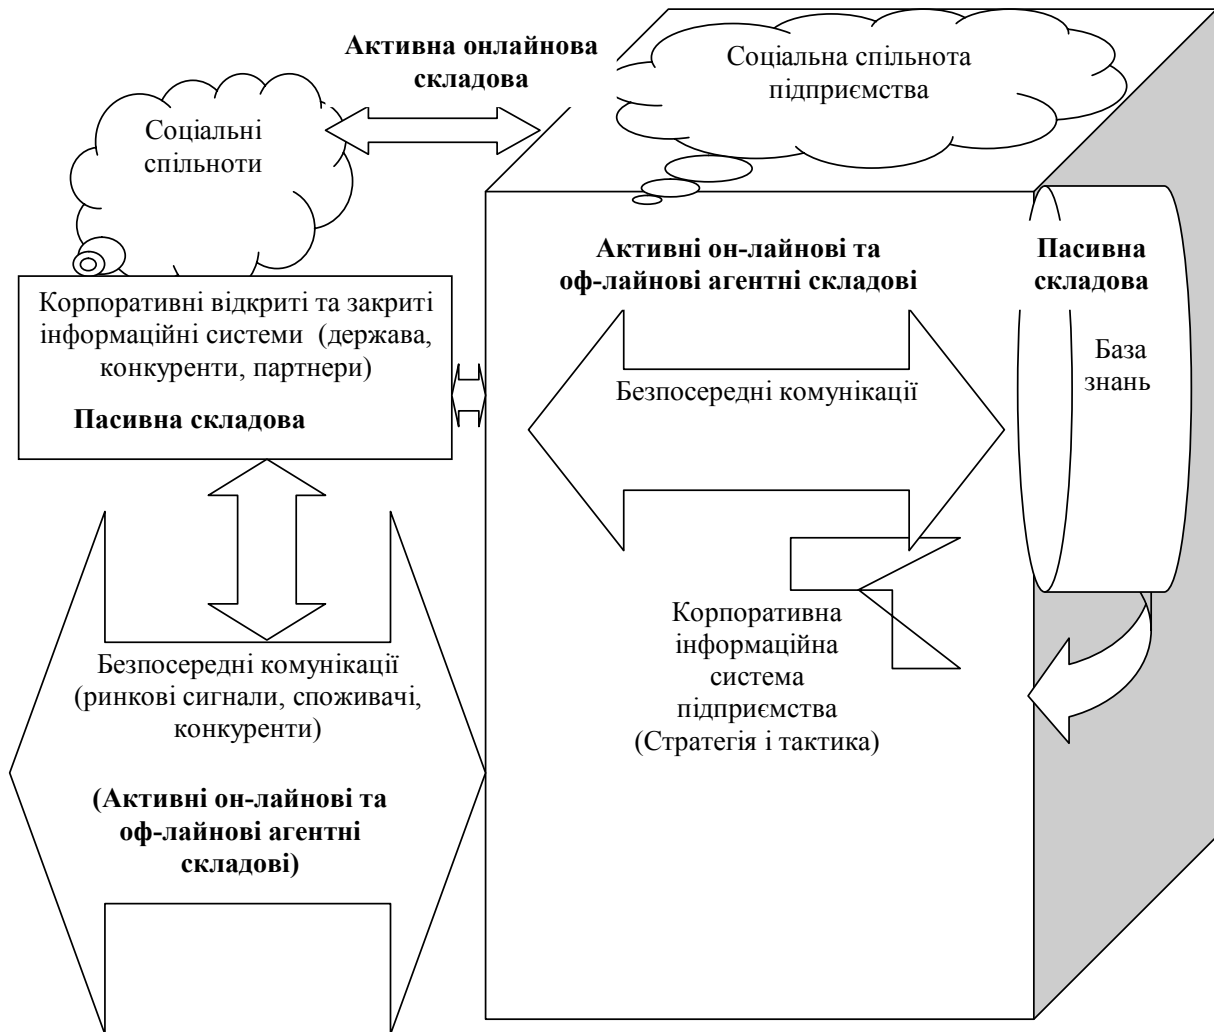 Активна онлайнова
складова
Соціальна спільнота
підприємства
Соціальні
спільноти
Активні он-лайнові та
оф-лайнові агентні складові
Пасивна
складова
Корпоративні відкриті та закриті
інформаційні системи (держава,
конкуренти, партнери)
Пасивна складова
База
знань
Безпосередні комунікації
Корпоративна
інформаційна
система
підприємства
(Стратегія і тактика)
Безпосередні комунікації
(ринкові сигнали, споживачі,
конкуренти)
(Активні он-лайнові та
оф-лайнові агентні
складові)